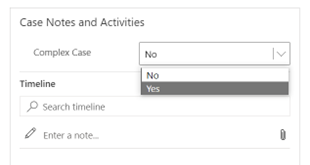 Case Notes and Activities
Complex Case
No
No
Yes
Timeline
Search timeline
Enter a note...